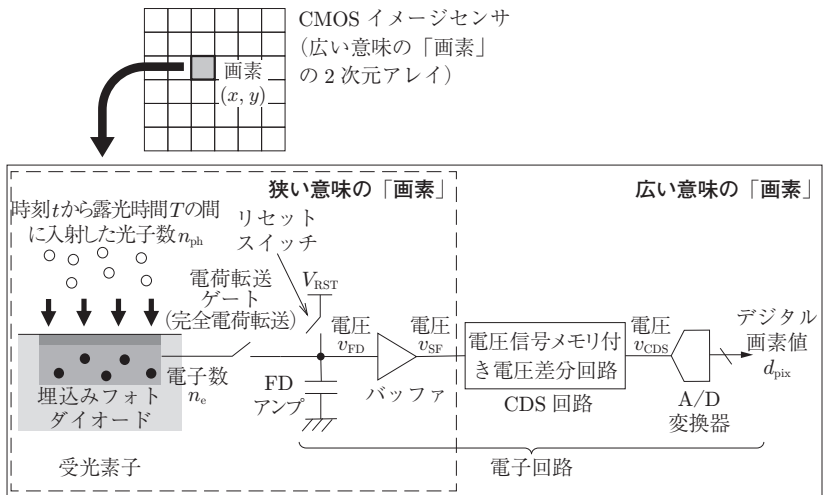 CMOS イメージセンサ
(広い意味の「画素」
の 2 次元アレイ)
画素
(x, y)
狭い意味の「画素」
広い意味の「画素」
時刻tから露光時間Tの間
に入射した光子数 nph
リセット
スイッチ
電荷転送
ゲート
(完全電荷転送)
VRST
電圧
vFD
電圧
vSF
電圧信号メモリ付
き電圧差分回路
CDS 回路
電圧
vCDS
デジタル
画素値
dpix
電子数
ne
埋込みフォト
ダイオード
FD
アンプ
バッファ
A/D
変換器
受光素子
電子回路